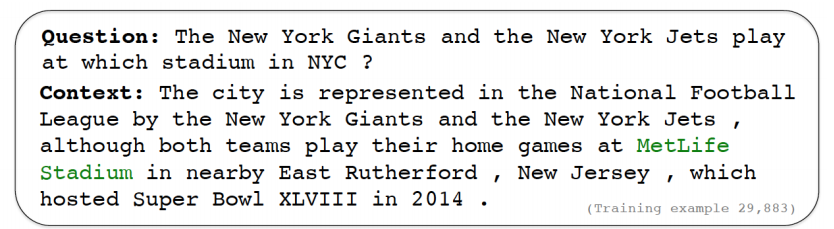 Question: The New York Giants and the New York Jets play
at which stadium in NYC ?
Context: The city is represented in the National Football
League by the New York Giants and the New York Jets ,
although both teams play their home games at MetLife
Stadium in nearby East Rutherford , New Jersey , which
hosted Super Bowl XLVIII in 2014 .
(Training example 29,883)